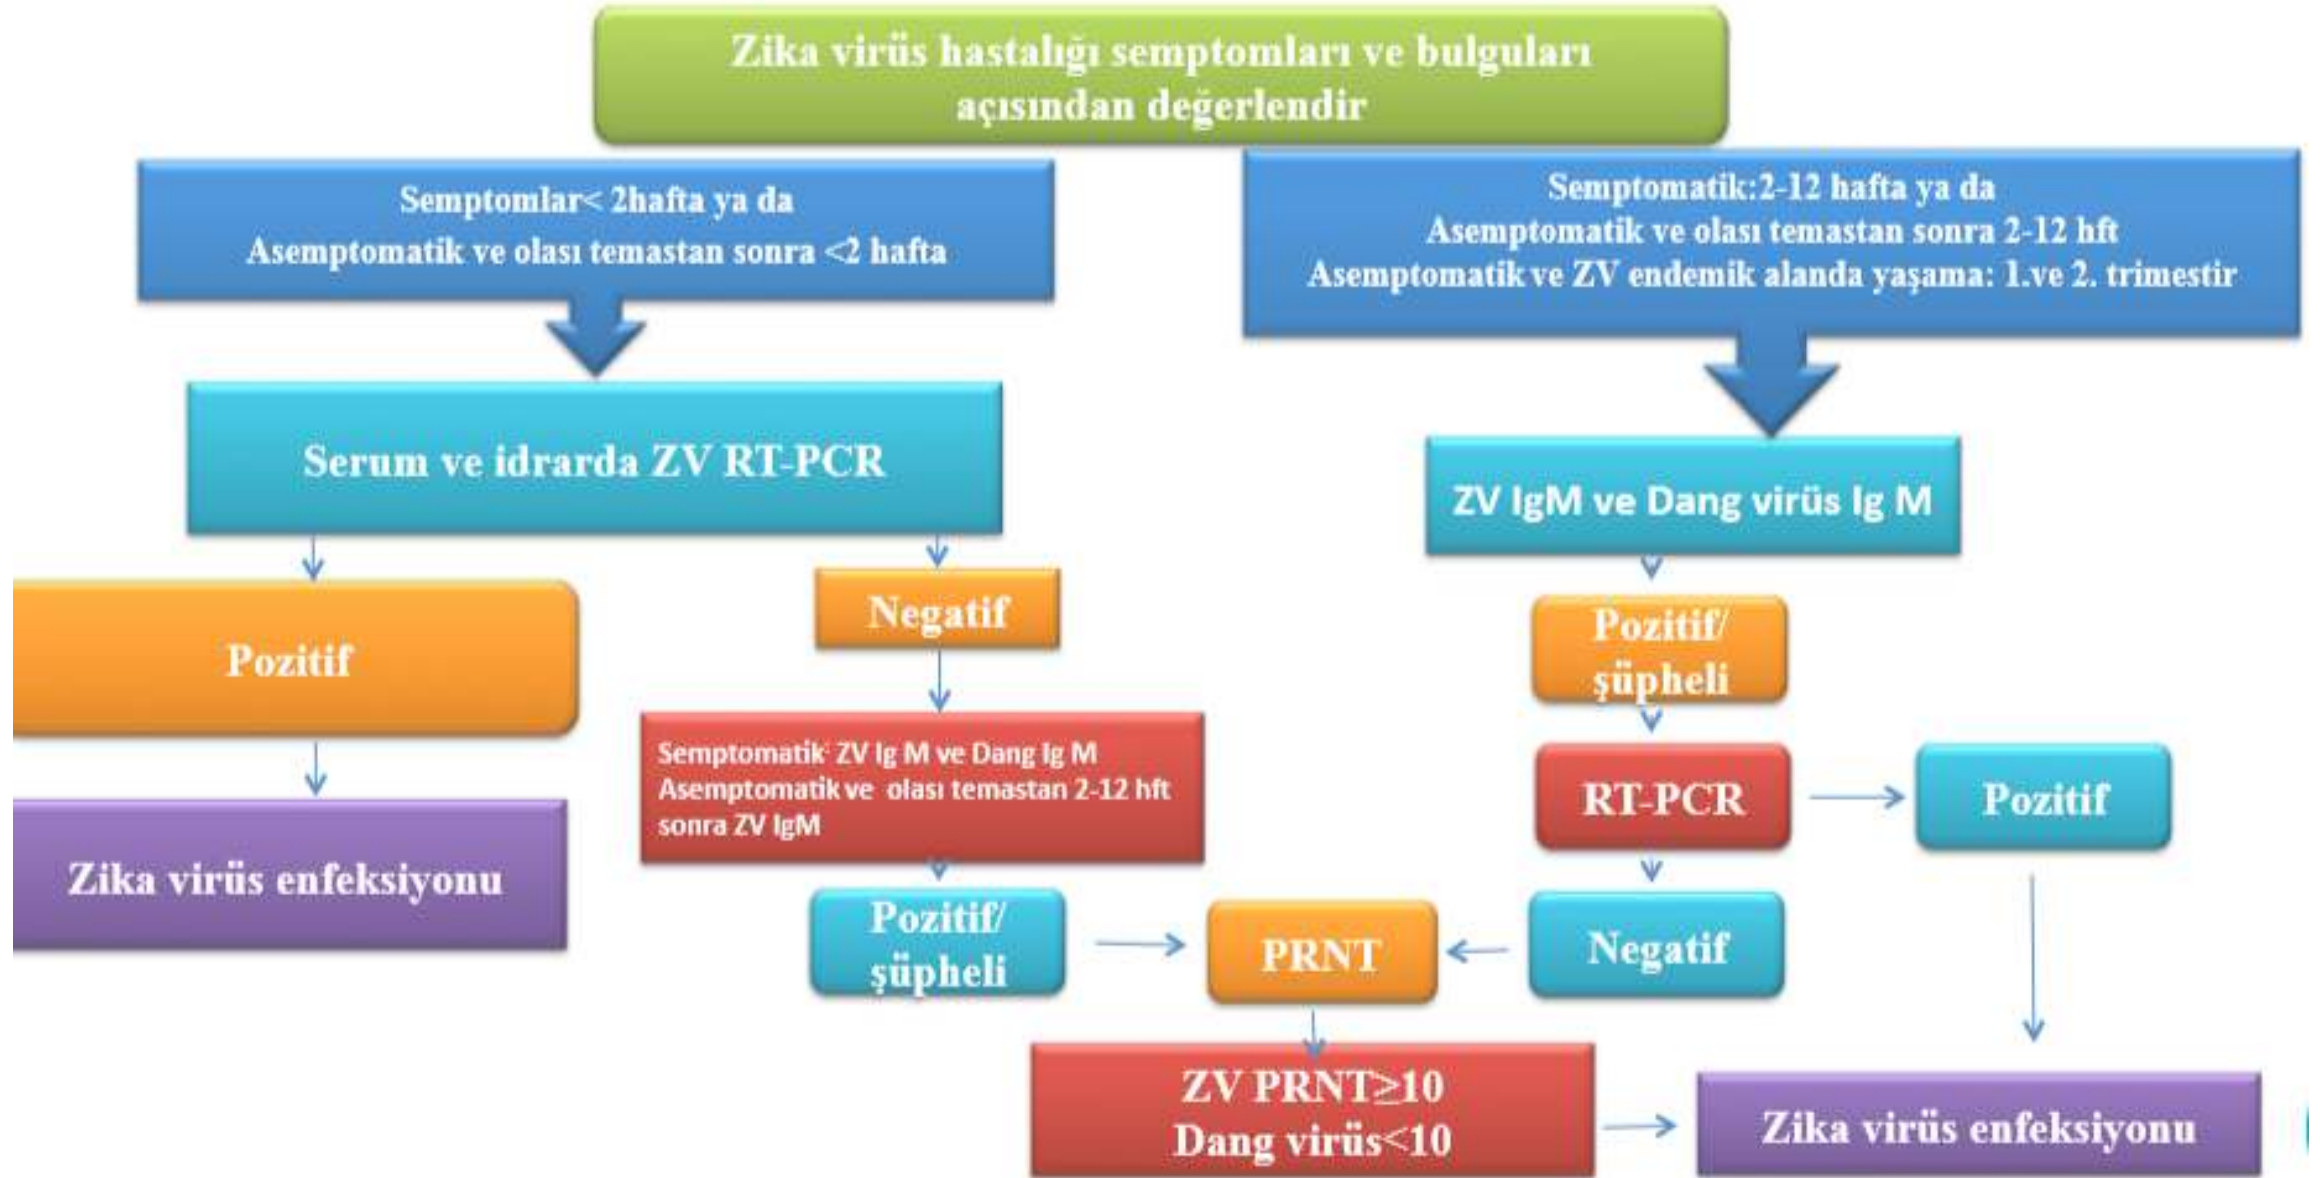 Zika virüs hastalığı semptomları ve bulguları
açısından değerlendir
Semptomlar< 2hafta ya da
Asemptomatik ve olası temastan sonra <2 hafta
Semptomatik:2-12 hafta ya da
Asemptomatik ve olası temastan sonra 2-12 hft
Asemptomatik ve ZV endemik alanda yaşama: 1.ve 2. trimestir
Serum ve idrarda ZV RT-PCR
ZV IgM ve Dang virüs Ig M
Pozitif
Negatif
Pozitif/
şüpheli
Semptomatik: ZV Ig M ve Dang Ig M
Asemptomatik ve olası temastan 2-12 hft
sonra ZV IgM
RT-PCR
Pozitif
Zika virüs enfeksiyonu
Pozitif/
şüpheli
PRNT
Negatif
ZV PRNT≥10
Dang virüs<10
Zika virüs enfeksiyonu